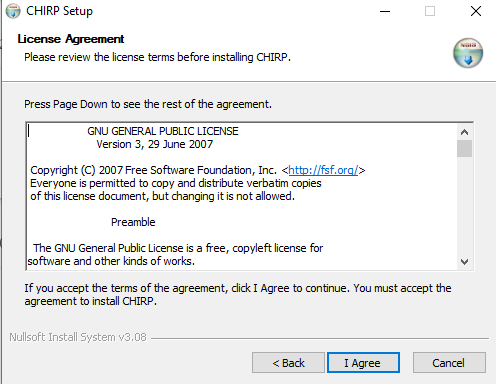 CHIRP Setup
License Agreement
Please review the license terms before installing CHIRP.
Press Page Down to see the rest of the agreement.
GNU GENERAL PUBLIC LICENSE
Version 3, 29 June 2007
Copyright (C) 2007 Free Software Foundation, Inc. <http://fsf.org/>
Everyone is permitted to copy and distribute verbatim copies
of this license document, but changing it is not allowed.
Preamble
The GNU General Public License is a free, copyleft license for
software and other kinds of works.
If you accept the terms of the agreement, click I Agree to continue. You must accept the
agreement to install CHIRP.
Nullsoft Install System v3.08
< Back
I Agree
Cancel